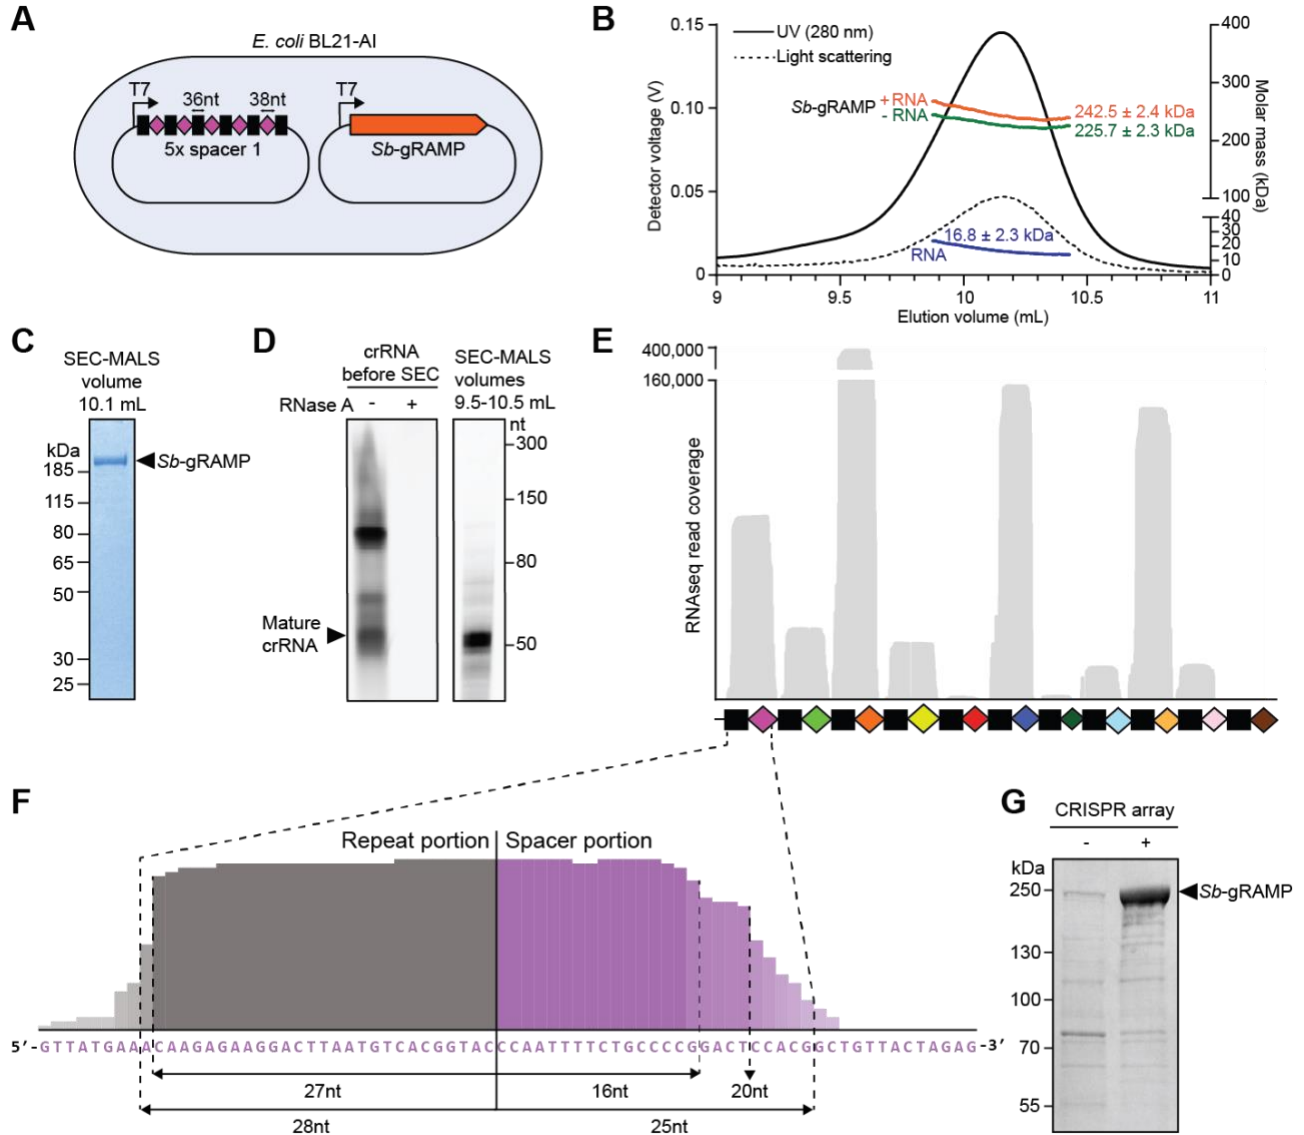 A
E. coli BL21-AI
T7
36nt
38nt
T7
5x spacer 1
Sb-gRAMP
B
0.15
0.10
0.05
0
Detector voltage (V)
UV (280 nm)
Light scattering
Sb-gRAMP
+ RNA
- RNA
242.5 ± 2.4 kDa
225.7 ± 2.3 kDa
16.8 ± 2.3 kDa
RNA
400
300
200
100
40
30
20
10
0
Molar mass (kDa)
9
9.5
10
10.5
11
Elution volume (mL)
C
SEC-MALS
volume
10.1 mL
kDa
185
115
80
65
50
30
25
Sb-gRAMP
D
crRNA
before SEC
RNase A - +
SEC-MALS
volumes
9.5-10.5 mL
nt
300
150
80
50
Mature
crRNA
E
400,000
160,000
RNAseq read coverage
F
Repeat portion
Spacer portion
5'-GTTATGAAACAAGAGAAGGACTTAATGTCACGGTACCCAATTTTCTGCCCCGGACTCCACGGCTGTTACTAGAG-3'
27nt
16nt
20nt
28nt
25nt
G
CRISPR array
- +
kDa
250
130
100
70
55
Sb-gRAMP